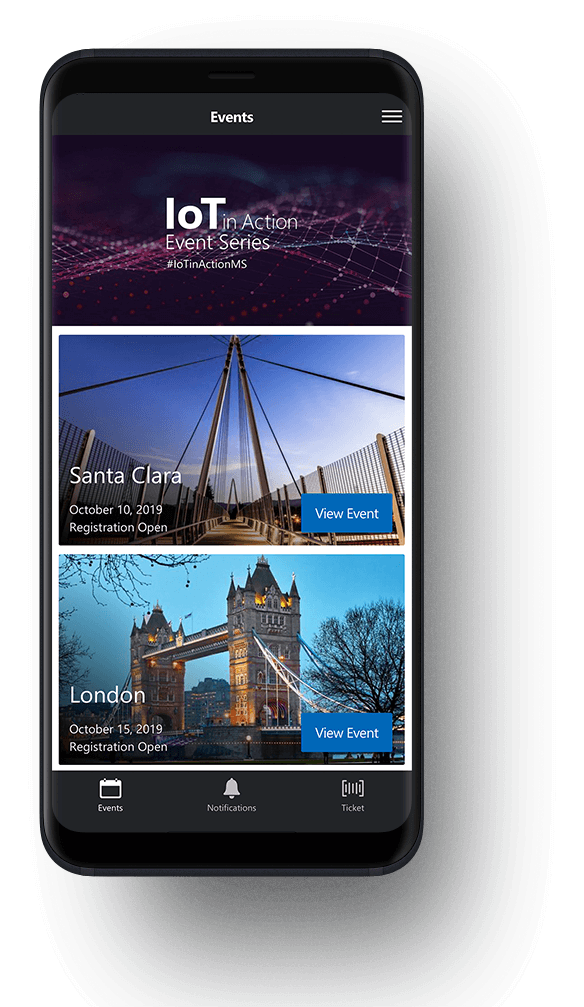 Events
IoT in Action
Event Series
#IoTinActionMS
Santa Clara
October 10, 2019
Registration Open
View Event
London
October 15, 2019
Registration Open
View Event
Events
Notifications
Ticket